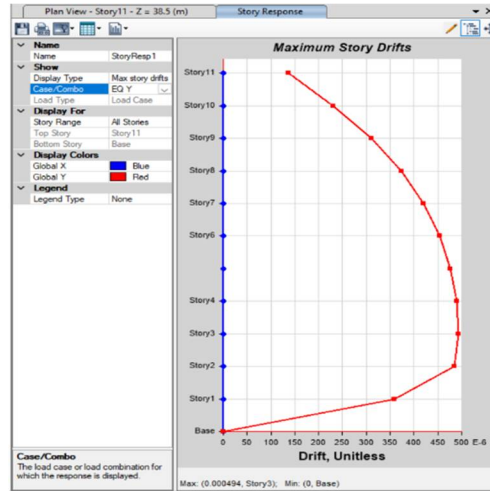 Plan View - Story11 - Z = 38.5 (m)
Story Response
Name
Name StoryResp1
Show
Display Type Max story drifts
Case/Combo EQ Y
Load Type Load Case
Display For
Story Range All Stories
Top Story Story11
Bottom Story Base
Display Colors
Global X Blue
Global Y Red
Legend
Legend Type None
Case/Combo
The load case or load combination for
which the response is displayed.
Maximum Story Drifts
Story11
Story10
Story9
Story8
Story7
Story6
Story4
Story3
Story2
Story1
Base
0 50 100 150 200 250 300 350 400 450 500 E-6
Drift, Unitless
Max: (0.000494, Story3); Min: (0, Base)